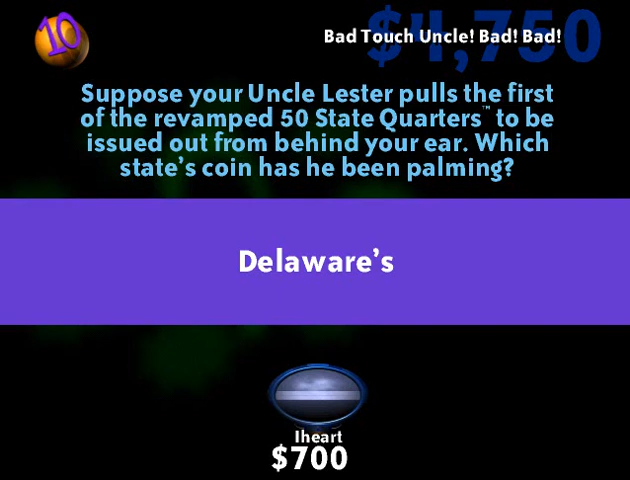 10
Bad Touch Uncle! Bad! Bad!
$4,750
Suppose your Uncle Lester pulls the first
of the revamped 50 State Quarters™ to be
issued out from behind your ear. Which
state's coin has he been palming?
Delaware's
Iheart
$700